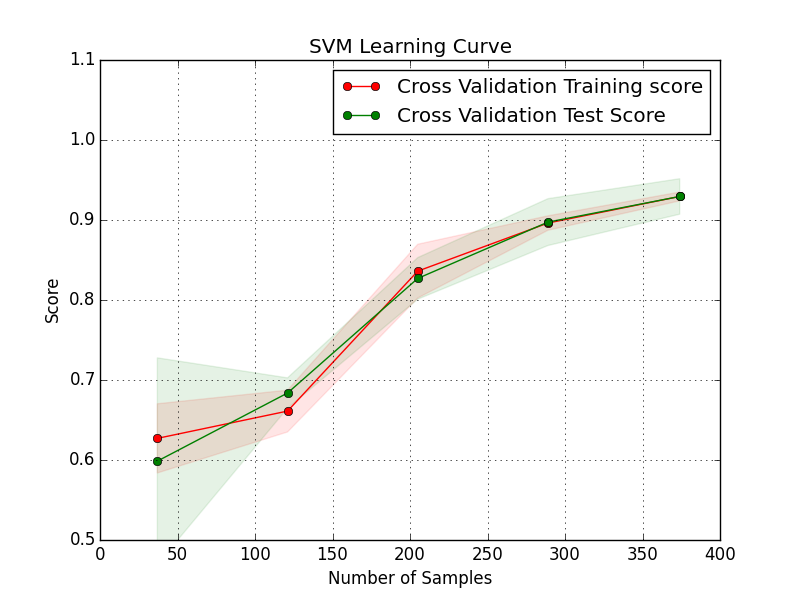 SVM Learning Curve
Cross Validation Training score
Cross Validation Test Score
1.1
1.0
0.9
0.8
0.7
0.6
0.5
Score
0 50 100 150 200 250 300 350 400
Number of Samples